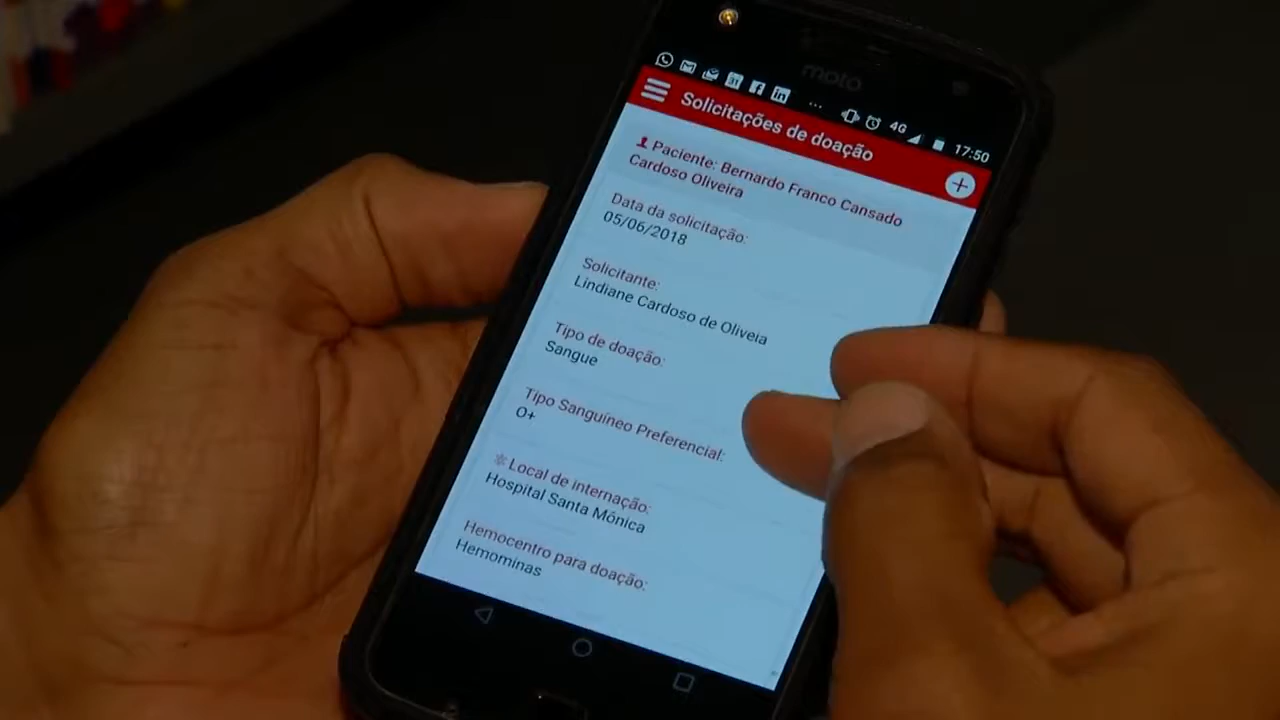 moto
31
4G
17:50
Solicitações de doação
Paciente: Bernardo Franco Cansado
Cardoso Oliveira
Data da solicitação:
05/06/2018
Solicitante:
Lindiane Cardoso de Oliveia
Tipo de doação:
Sangue
Tipo Sanguíneo Preferencial:
O+
Local de internação:
Hospital Santa Mônica
Hemocentro para doação:
Hemominas